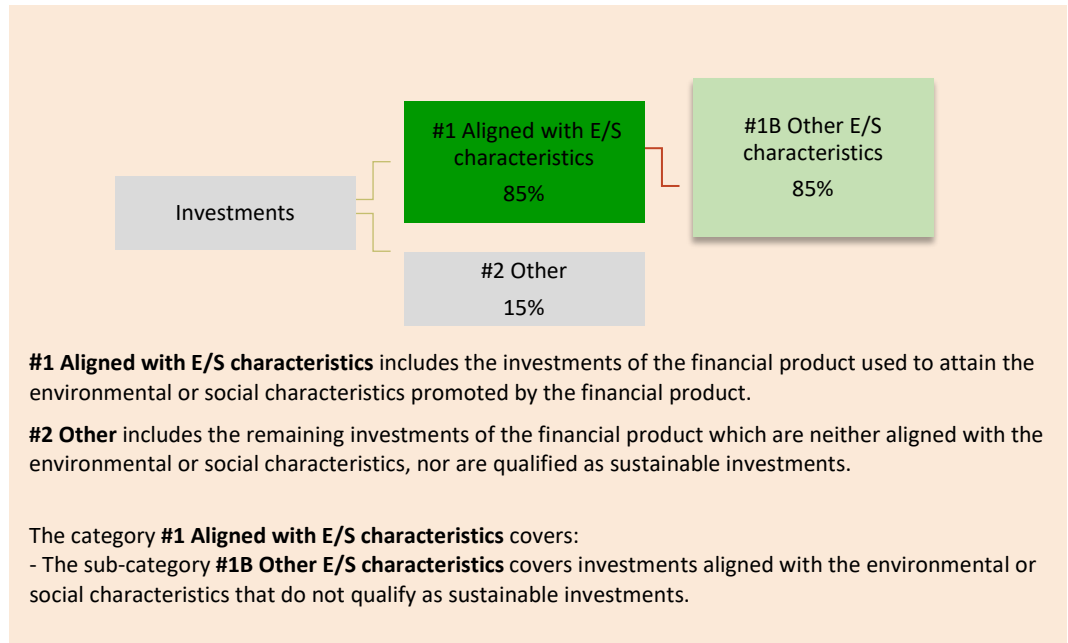 #1 Aligned with E/S
characteristics
85%
#1B Other E/S
characteristics
85%
Investments
#2 Other
15%
#1 Aligned with E/S characteristics includes the investments of the financial product used to attain the
environmental or social characteristics promoted by the financial product.
#2 Other includes the remaining investments of the financial product which are neither aligned with the
environmental or social characteristics, nor are qualified as sustainable investments.
The category #1 Aligned with E/S characteristics covers:
- The sub-category #1B Other E/S characteristics covers investments aligned with the environmental or
social characteristics that do not qualify as sustainable investments.